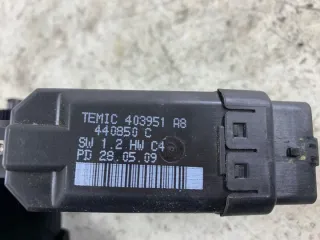 TEMIC 403951 A8
440850 C
SW 1.2 HW C4
PD 28.05.09